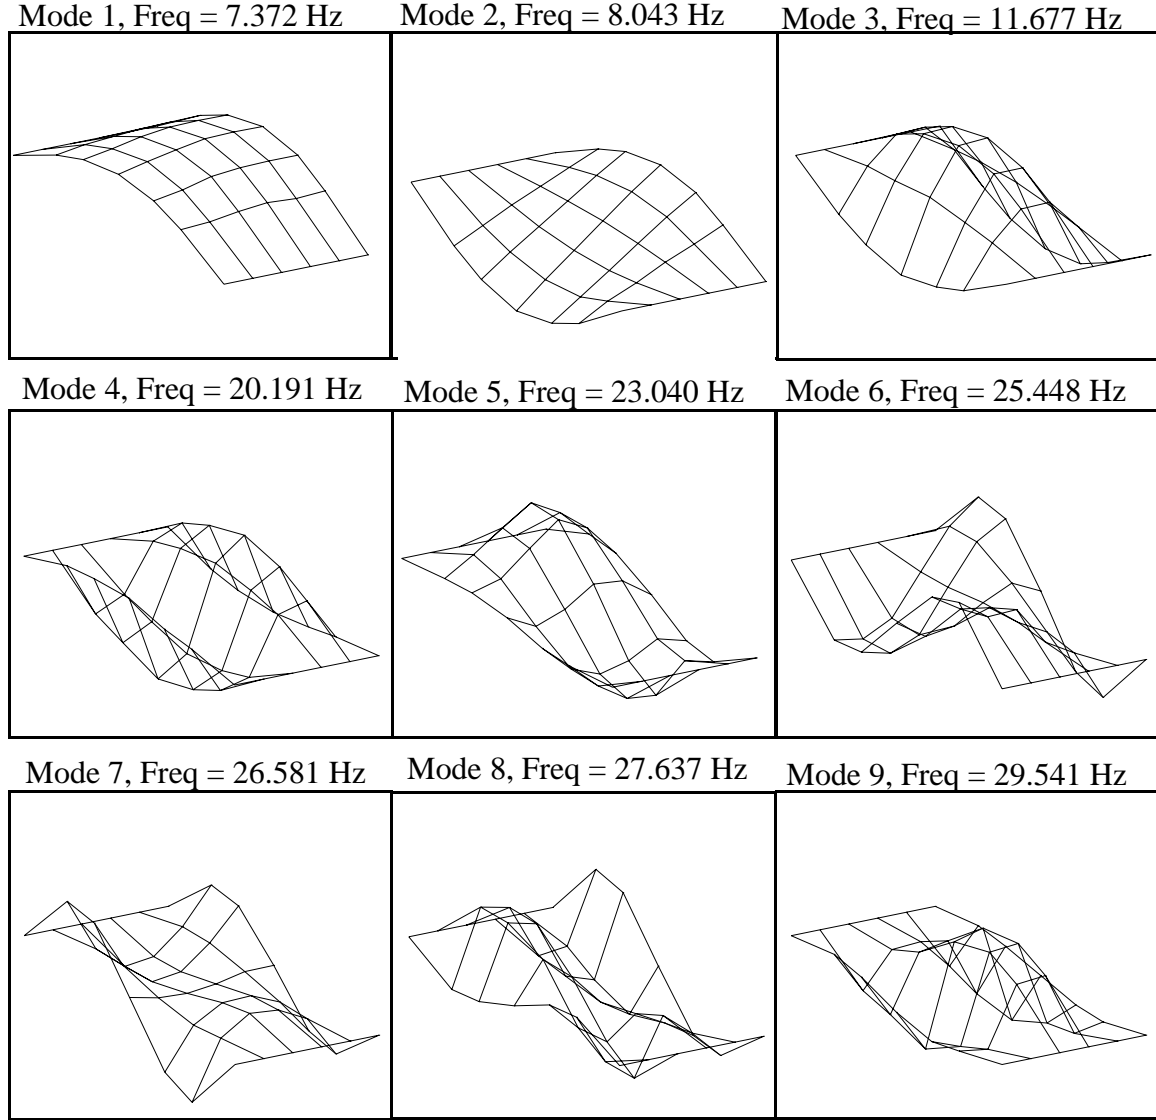 Mode 1, Freq = 7.372 Hz
Mode 2, Freq = 8.043 Hz
Mode 3, Freq = 11.677 Hz
Mode 4, Freq = 20.191 Hz
Mode 5, Freq = 23.040 Hz
Mode 6, Freq = 25.448 Hz
Mode 7, Freq = 26.581 Hz
Mode 8, Freq = 27.637 Hz
Mode 9, Freq = 29.541 Hz